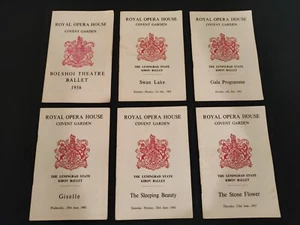 ROYAL OPERA HOUSE
COVENT GARDEN
BOLSHOI THEATRE
BALLET
1956
ROYAL OPERA HOUSE
COVENT GARDEN
THE LENINGRAD STATE
KIROV BALLET
Swan Lake
ROYAL OPERA HOUSE
COVENT GARDEN
THE LENINGRAD STATE
KIROV BALLET
Gala Programme
ROYAL OPERA HOUSE
COVENT GARDEN
THE LENINGRAD STATE
KIROV BALLET
Giselle
ROYAL OPERA HOUSE
COVENT GARDEN
THE LENINGRAD STATE
KIROV BALLET
The Sleeping Beauty
ROYAL OPERA HOUSE
COVENT GARDEN
THE LENINGRAD STATE
KIROV BALLET
The Stone Flower